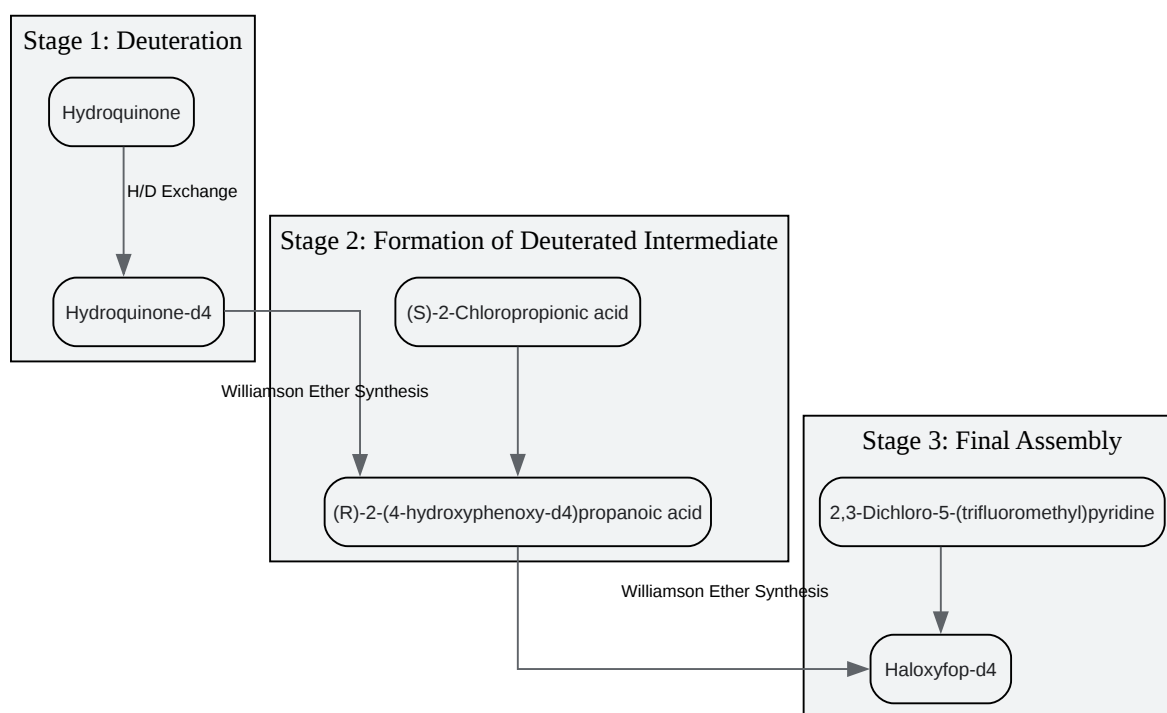 Stage 1: Deuteration
Hydroquinone
H/D Exchange
Hydroquinone-d4
Stage 2: Formation of Deuterated Intermediate
(S)-2-Chloropropionic acid
Williamson Ether Synthesis
(R)-2-(4-hydroxyphenoxy-d4)propanoic acid
Stage 3: Final Assembly
2,3-Dichloro-5-(trifluoromethyl)pyridine
Williamson Ether Synthesis
Haloxyfop-d4